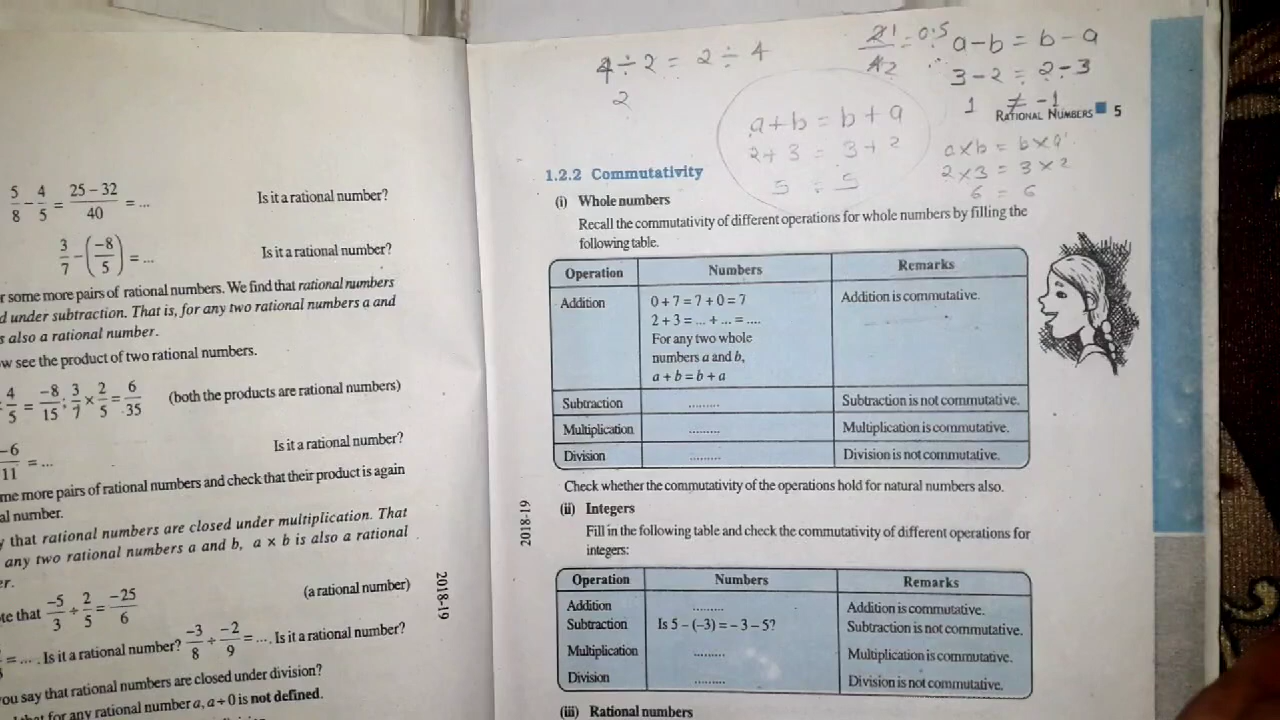 5/8 − 4/5 = (25 − 32)/40 = ... Is it a rational number?
3/7 − (−8/5) = ... Is it a rational number?
some more pairs of rational numbers. We find that rational numbers
under subtraction. That is, for any two rational numbers a and
also a rational number.
see the product of two rational numbers.
4/5 = −8/15; 3/7 × 2/5 = 6/35 (both the products are rational numbers)
−6/11 = ... Is it a rational number?
more pairs of rational numbers and check that their product is again
number.
that rational numbers are closed under multiplication. That
any two rational numbers a and b, a × b is also a rational
that −5/3 ÷ 2/5 = −25/6 (a rational number)
= .... Is it a rational number? −3/8 ÷ −2/9 = .... Is it a rational number?
you say that rational numbers are closed under division?
that for any rational number a, a ÷ 0 is not defined.
2018-19
4 ÷ 2 = 2 ÷ 4
2
2 1/4 2 = 0.5
a − b = b − a
3 − 2 = 2 − 3
1 ≠ −1
RATIONAL NUMBERS 5
a + b = b + a
2 + 3 = 3 + 2
5 = 5
a × b = b × a
2 × 3 = 3 × 2
6 = 6
1.2.2 Commutativity
(i) Whole numbers
Recall the commutativity of different operations for whole numbers by filling the
following table.
Operation Numbers Remarks
Addition 0 + 7 = 7 + 0 = 7 Addition is commutative.
2 + 3 = ... + ... = ....
For any two whole
numbers a and b,
a + b = b + a
Subtraction ......... Subtraction is not commutative.
Multiplication ......... Multiplication is commutative.
Division ......... Division is not commutative.
Check whether the commutativity of the operations hold for natural numbers also.
(ii) Integers
Fill in the following table and check the commutativity of different operations for
integers:
Operation Numbers Remarks
Addition ......... Addition is commutative.
Subtraction Is 5 − (−3) = −3 − 5? Subtraction is not commutative.
Multiplication ......... Multiplication is commutative.
Division ......... Division is not commutative.
(iii) Rational numbers
2018-19